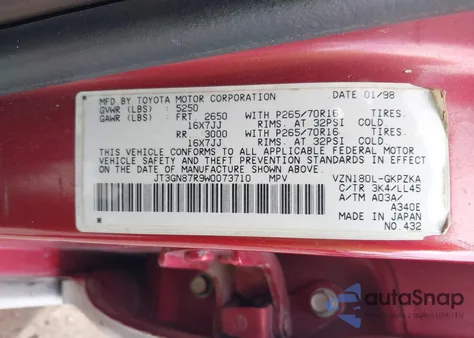 MFD BY TOYOTA MOTOR CORPORATION DATE 01/98
GVWR (LBS) : 5250
GAWR (LBS) : FRT 2650 WITH P265/70R16 TIRES.
16X7JJ RIMS. AT 32PSI COLD
RR 3000 WITH P265/70R16 TIRES.
16X7JJ RIMS. AT 32PSI COLD.
THIS VEHICLE CONFORMS TO ALL APPLICABLE FEDERAL MOTOR
VEHICLE SAFETY AND THEFT PREVENTION STANDARDS IN EFFECT
ON THE DATE OF MANUFACTURE SHOWN ABOVE.
JT3GN87R9W0073710 MPV VZN180L-GKPZKA
C/TR 3K4/LL45
A/TM A03A/
A340E
MADE IN JAPAN
NO. 432
autoSnap